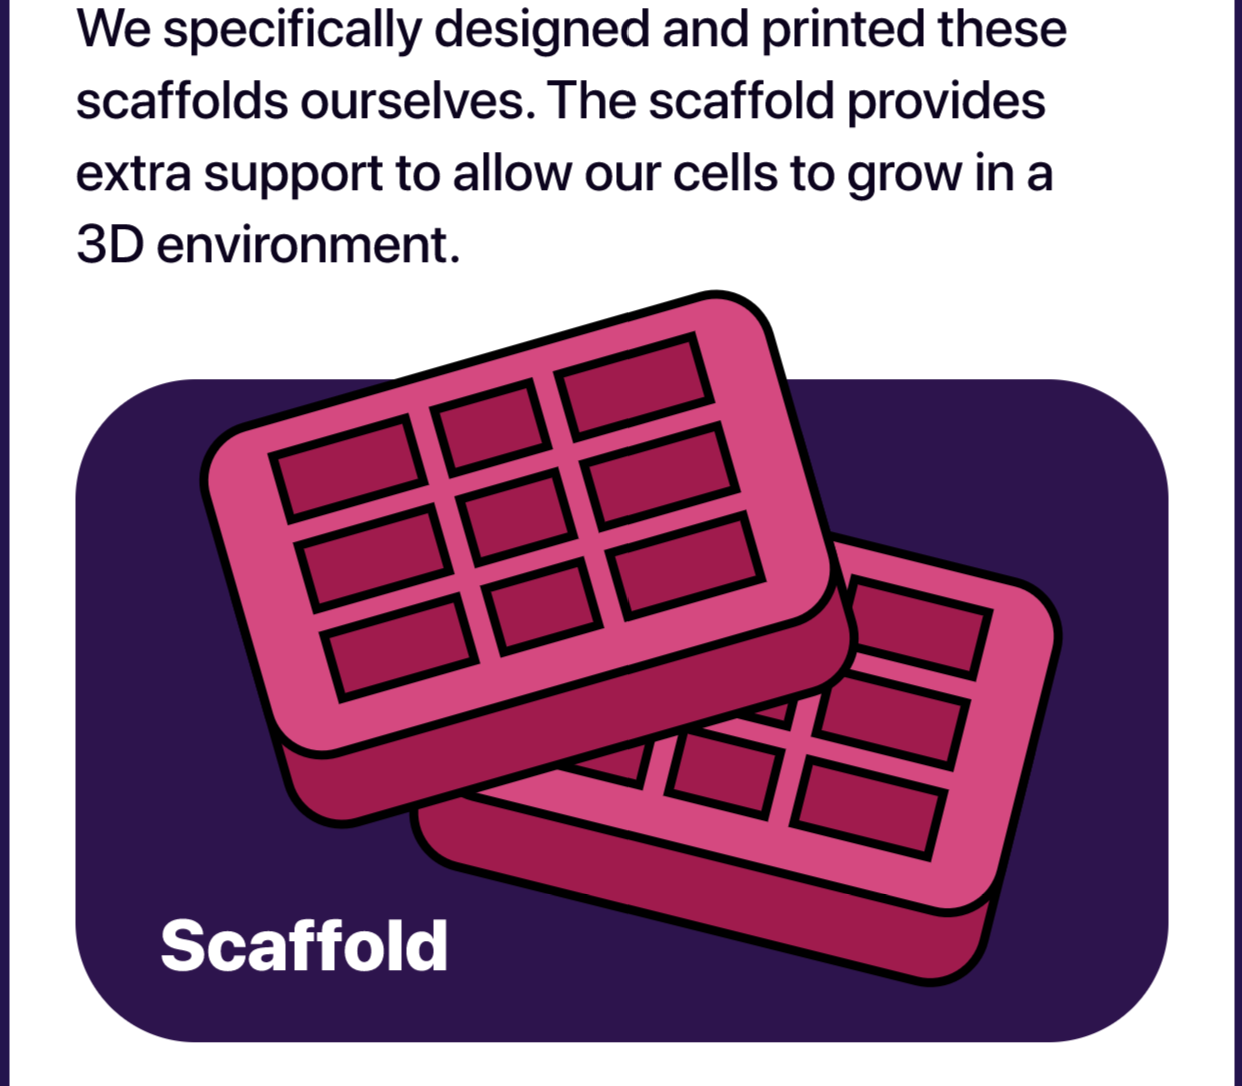 We specifically designed and printed these
scaffolds ourselves. The scaffold provides
extra support to allow our cells to grow in a
3D environment.
Scaffold